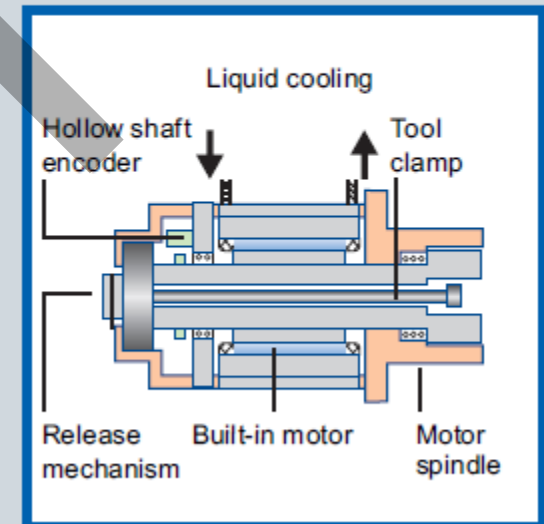 Liquid cooling
Hollow shaft
encoder
Tool
clamp
Release
mechanism
Built-in motor
Motor
spindle